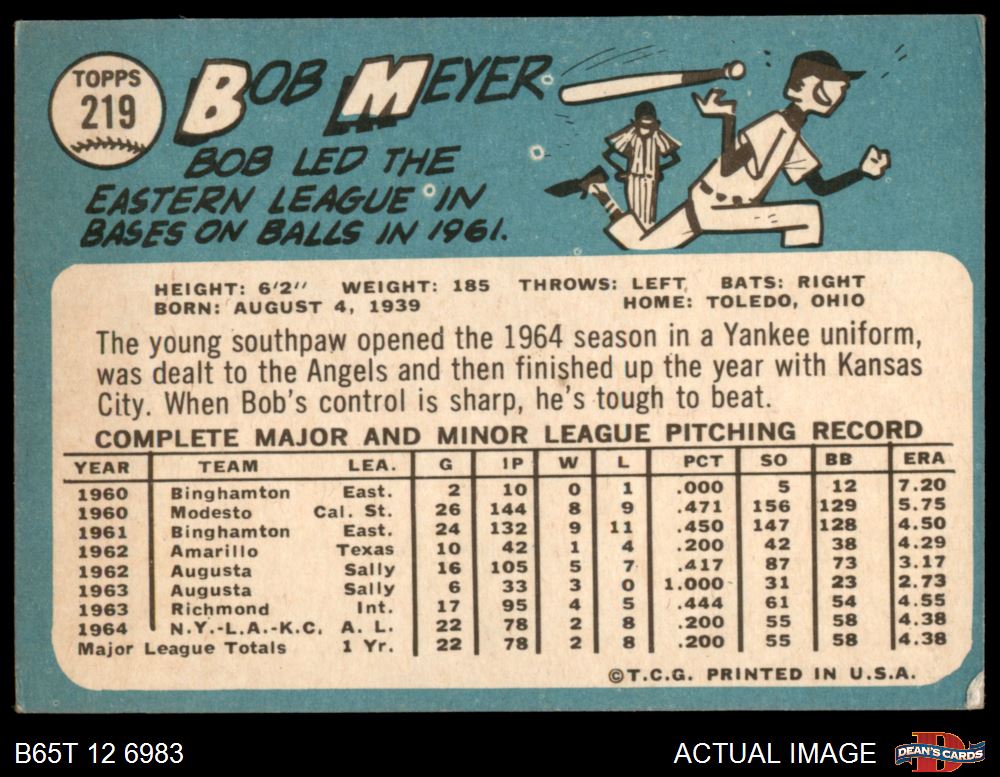 TOPPS
219
BOB MEYER
BOB LED THE
EASTERN LEAGUE IN
BASES ON BALLS IN 1961.
HEIGHT: 6'2" WEIGHT: 185 THROWS: LEFT BATS: RIGHT
BORN: AUGUST 4, 1939 HOME: TOLEDO, OHIO
The young southpaw opened the 1964 season in a Yankee uniform,
was dealt to the Angels and then finished up the year with Kansas
City. When Bob's control is sharp, he's tough to beat.
COMPLETE MAJOR AND MINOR LEAGUE PITCHING RECORD
YEAR TEAM LEA. G IP W L PCT SO BB ERA
1960 Binghamton East. 2 10 0 1 .000 5 12 7.20
1960 Modesto Cal. St. 26 144 8 9 .471 156 129 5.75
1961 Binghamton East. 24 132 9 11 .450 147 128 4.50
1962 Amarillo Texas 10 42 1 4 .200 42 38 4.29
1962 Augusta Sally 16 105 5 7 .417 87 73 3.17
1963 Augusta Sally 6 33 3 0 1.000 31 23 2.73
1963 Richmond Int. 17 95 4 5 .444 61 54 4.55
1964 N.Y.-L.A.-K.C. A. L. 22 78 2 8 .200 55 58 4.38
Major League Totals 1 Yr. 22 78 2 8 .200 55 58 4.38
©T.C.G. PRINTED IN U.S.A.
B65T 12 6983 ACTUAL IMAGE DEAN'S CARDS